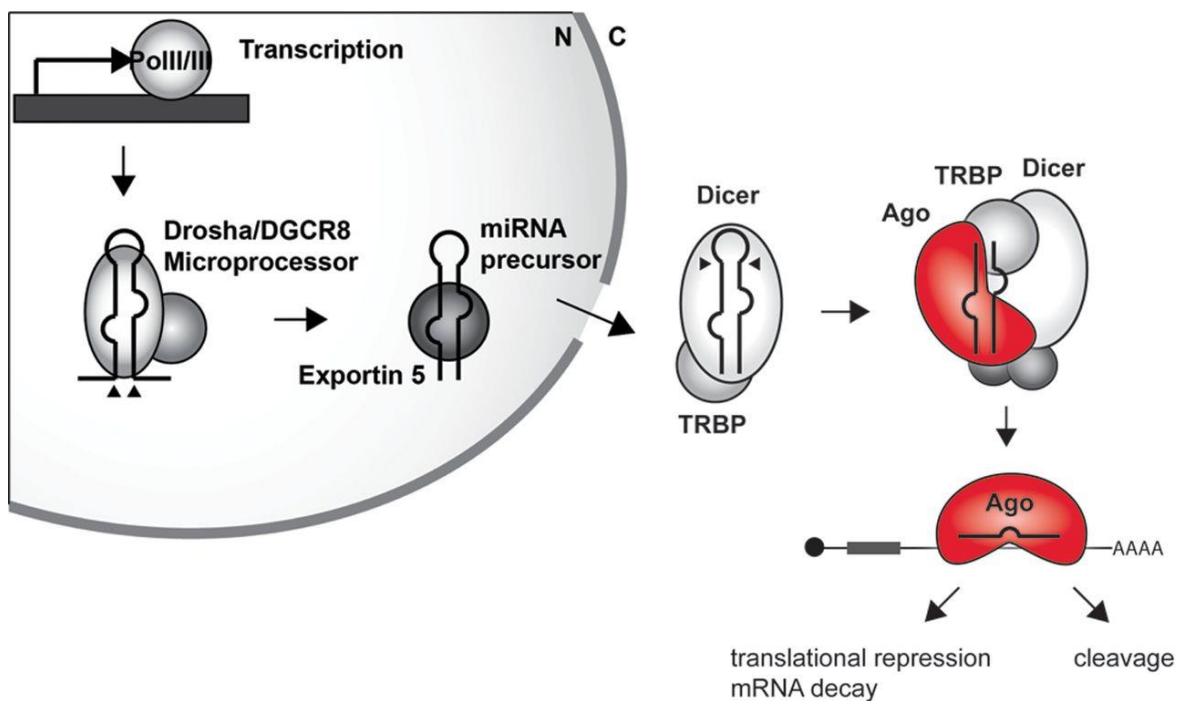 PolII/III
Transcription
N
C
Drosha/DGCR8
Microprocessor
miRNA
precursor
Exportin 5
Dicer
TRBP
TRBP
Dicer
Ago
Ago
AAAA
translational repression
mRNA decay
cleavage